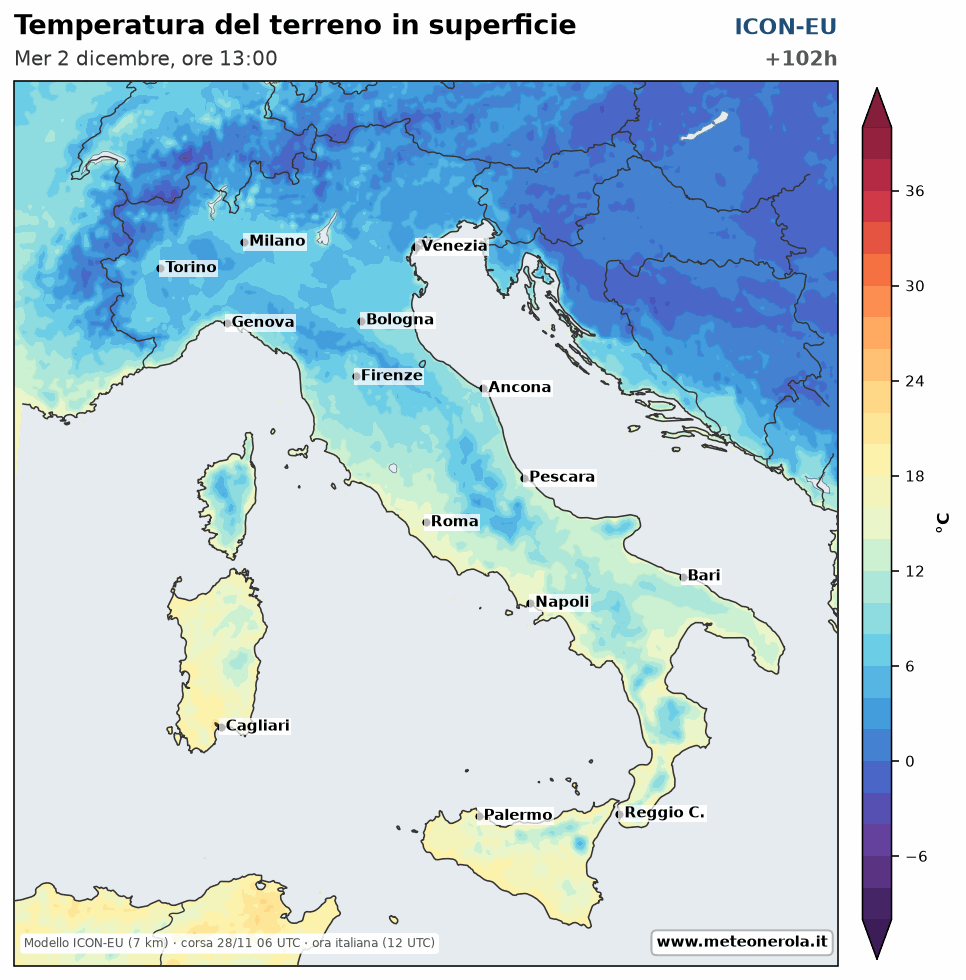 Temperatura del terreno in superficie
ICON-EU
Mer 2 dicembre, ore 13:00
+102h
Milano
Venezia
Torino
Genova
Bologna
Firenze
Ancona
Pescara
Roma
Bari
Napoli
Cagliari
Palermo
Reggio C.
36
30
24
18
12
6
0
−6
°C
Modello ICON-EU (7 km) · corsa 28/11 06 UTC · ora italiana (12 UTC)
www.meteonerola.it